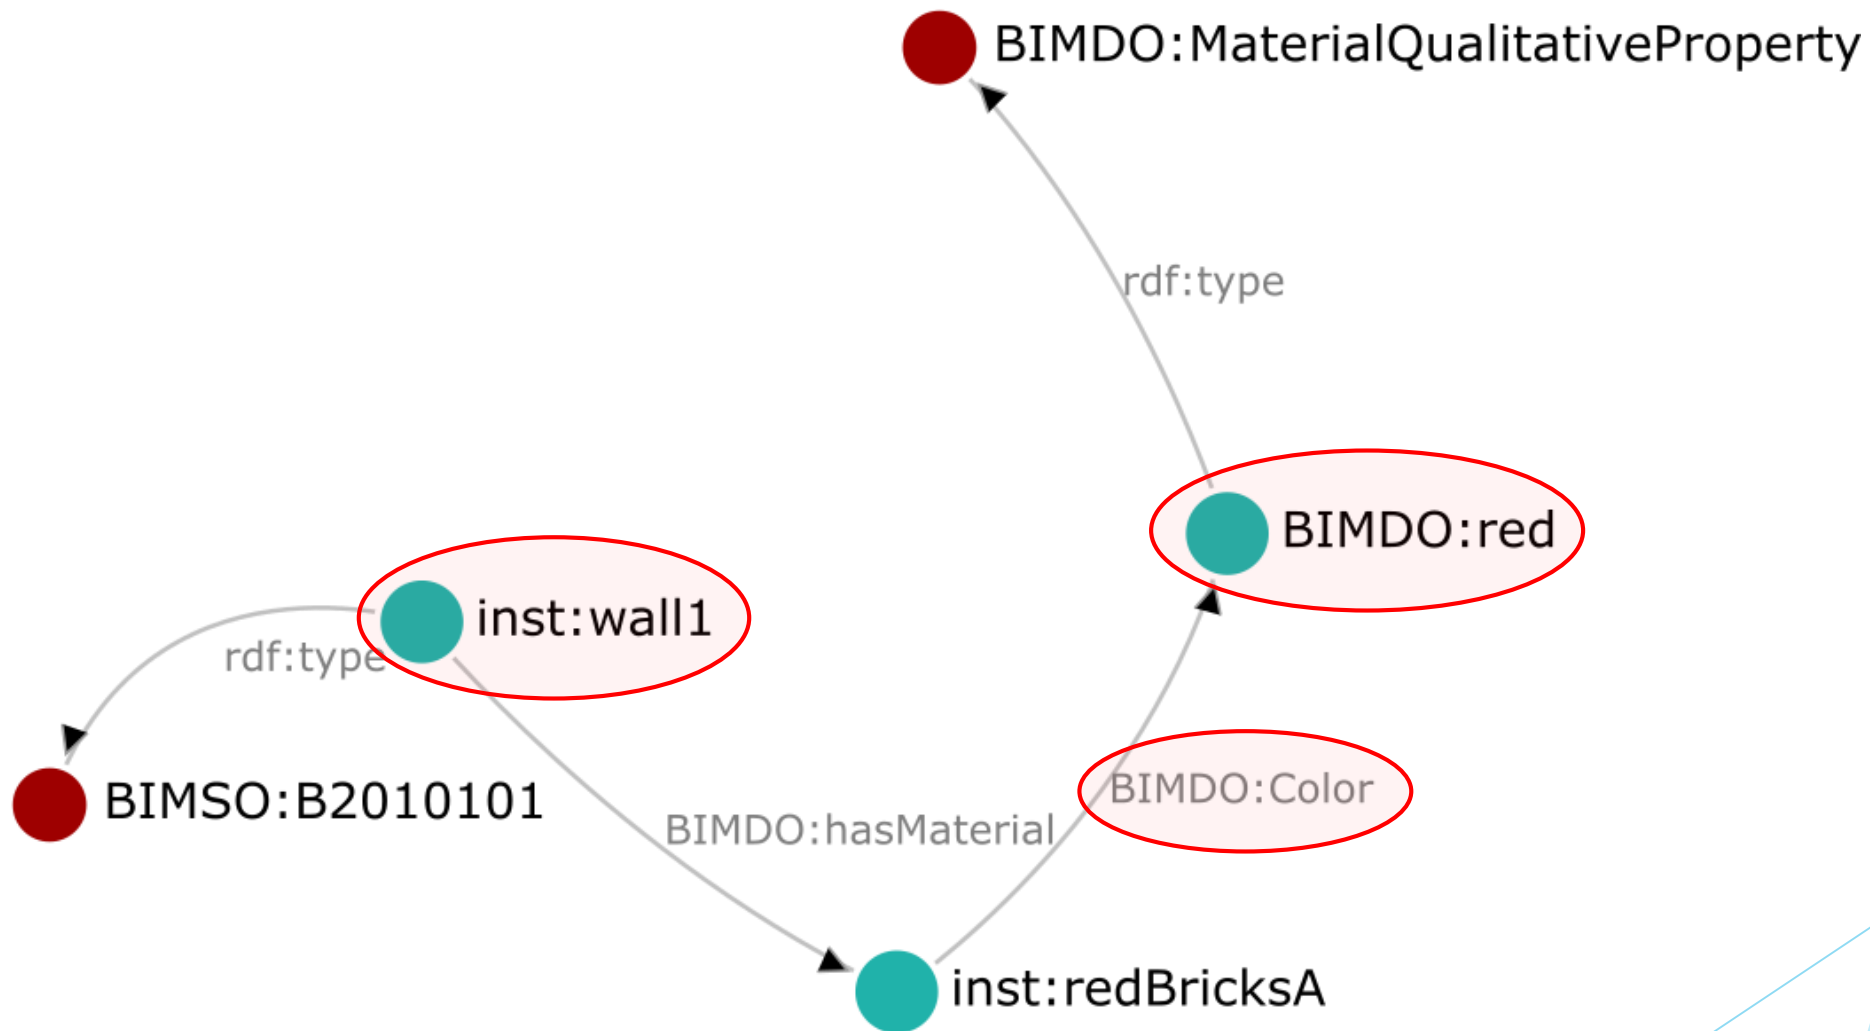 BIMDO:MaterialQualitativeProperty
rdf:type
BIMDO:red
inst:wall1
rdf:type
BIMDO:Color
BIMSO:B2010101
BIMDO:hasMaterial
inst:redBricksA